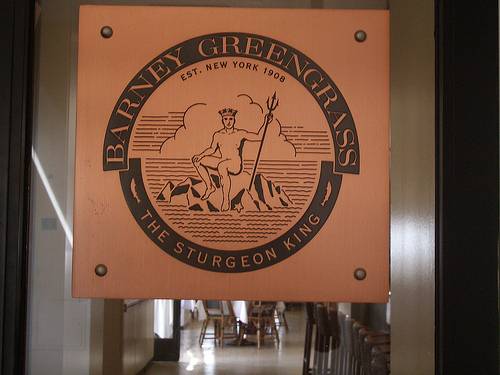 BARNEY GREENGRASS
EST. NEW YORK 1908
THE STURGEON KING